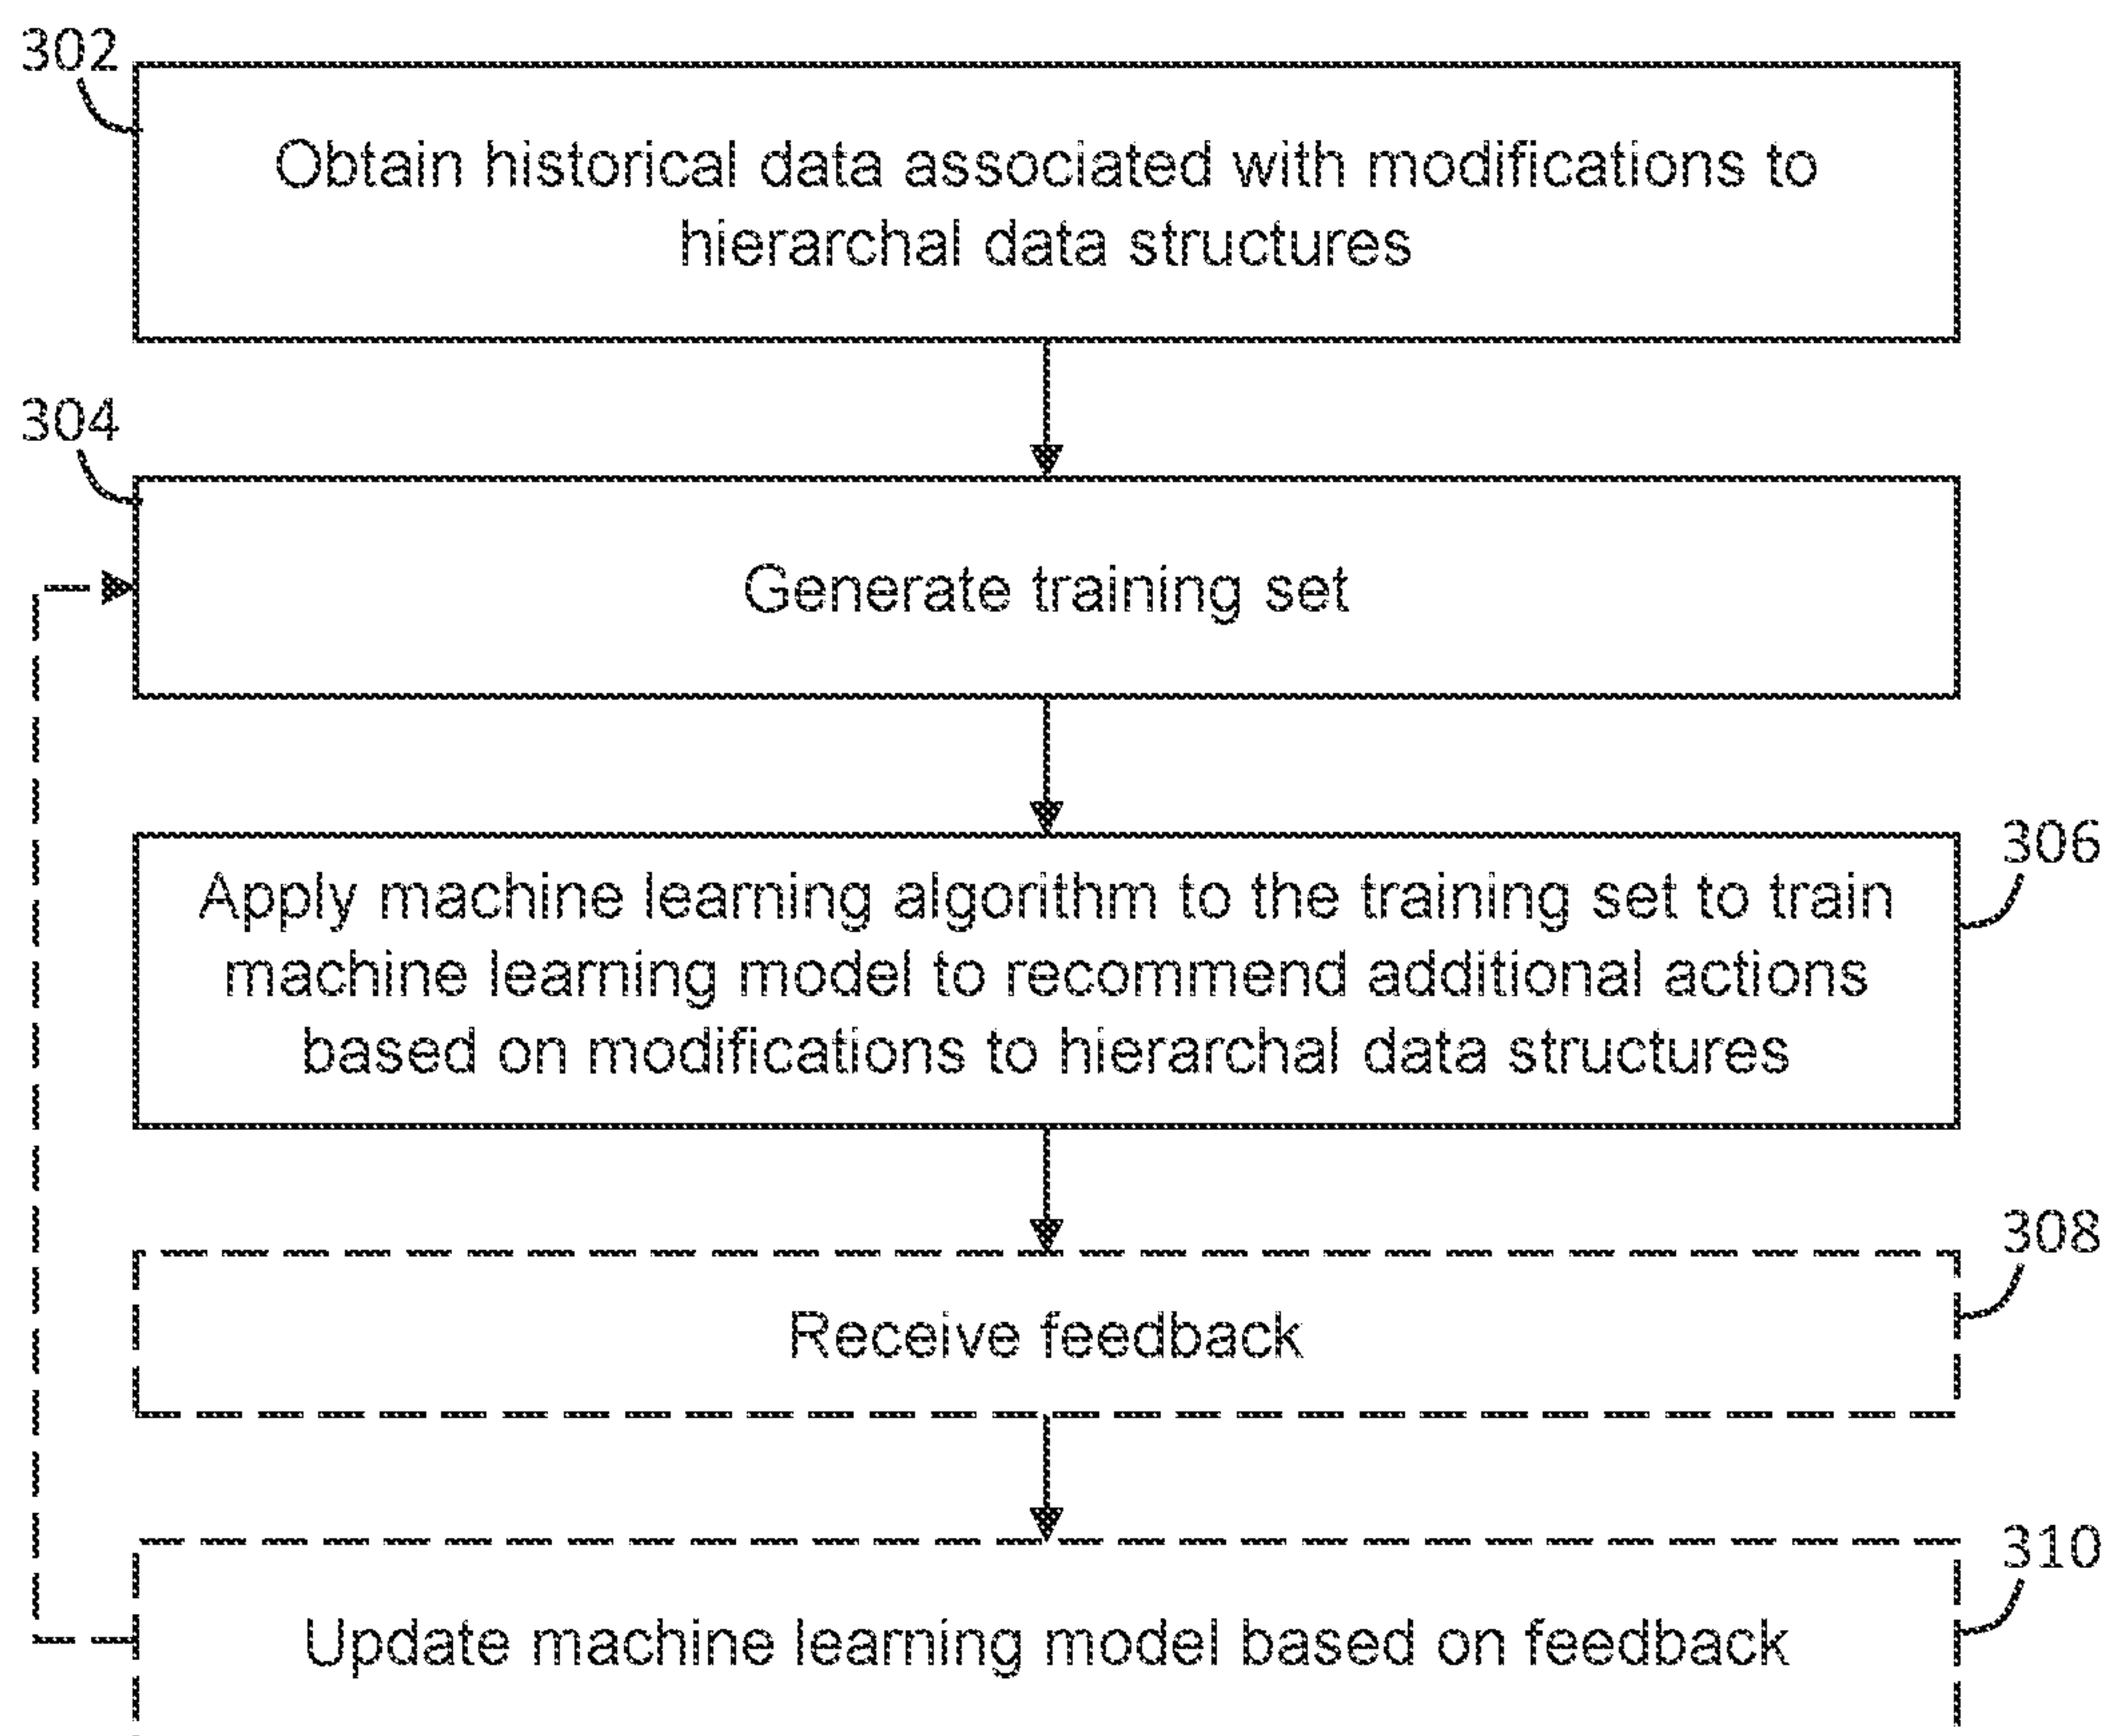 302
Obtain historical data associated with modifications to
hierarchal data structures
304
Generate training set
306
Apply machine learning algorithm to the training set to train
machine learning model to recommend additional actions
based on modifications to hierarchal data structures
308
Receive feedback
310
Update machine learning model based on feedback